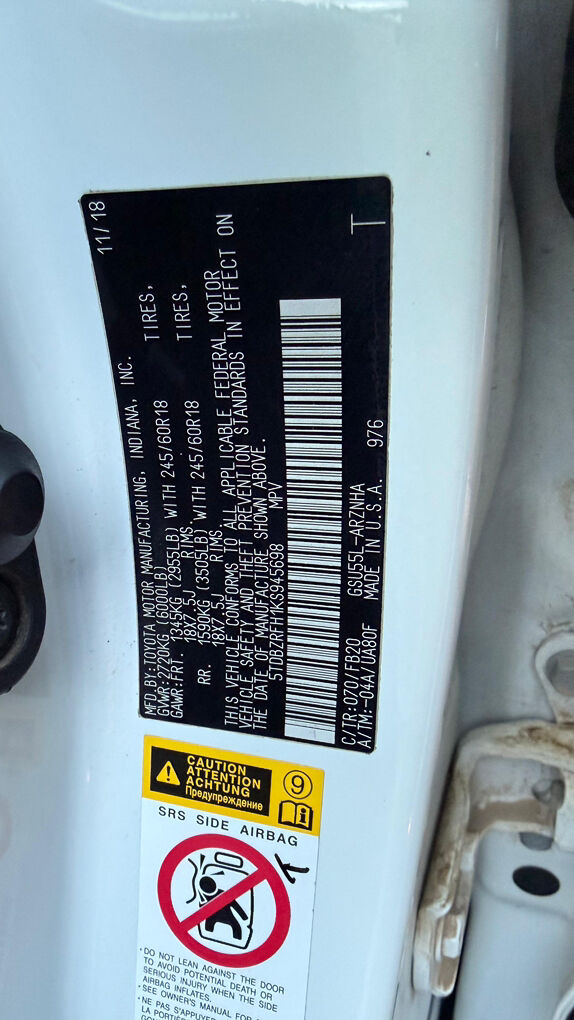 MFD.BY:TOYOTA MOTOR MANUFACTURING, INDIANA, INC. 11/18
GVWR:2720KG (6000LB)
GAWR:FRT. 1345KG (2955LB) WITH 245/60R18 TIRES,
18X7.5J RIMS,
RR. 1590KG (3505LB) WITH 245/60R18 TIRES,
18X7.5J RIMS.
THIS VEHICLE CONFORMS TO ALL APPLICABLE FEDERAL MOTOR
VEHICLE SAFETY AND THEFT PREVENTION STANDARDS IN EFFECT ON
THE DATE OF MANUFACTURE SHOWN ABOVE.
5TDBZRFH1KS945698 MPV
C/TR:070/FB20 GSU55L-ARZNHA T
A/TM:-04A/UA80F MADE IN U.S.A. 976
CAUTION
ATTENTION
ACHTUNG
Предупреждение
9
i
SRS SIDE AIRBAG
•DO NOT LEAN AGAINST THE DOOR
TO AVOID POTENTIAL DEATH OR
SERIOUS INJURY WHEN THE SIDE
AIRBAG INFLATES.
•SEE OWNER'S MANUAL FOR
•NE PAS S'APPUYER
LA PORTIÈRE